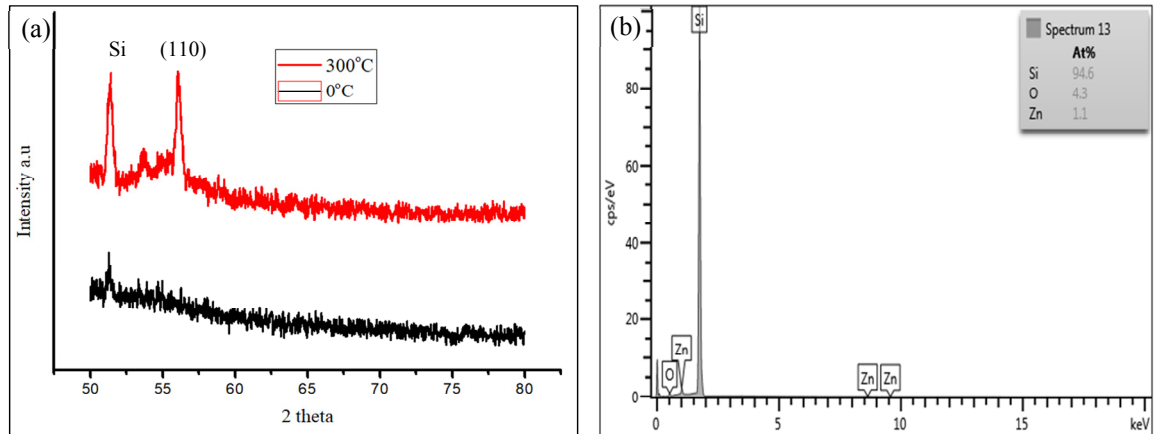 (a)
Si (110)
300°C
0°C
Intensity a.u
50 55 60 65 70 75 80
2 theta
(b)
Si
Spectrum 13
At%
Si 94.6
O 4.3
Zn 1.1
cps/eV
80
60
40
20
0
O Zn Zn Zn
0 5 10 15 keV